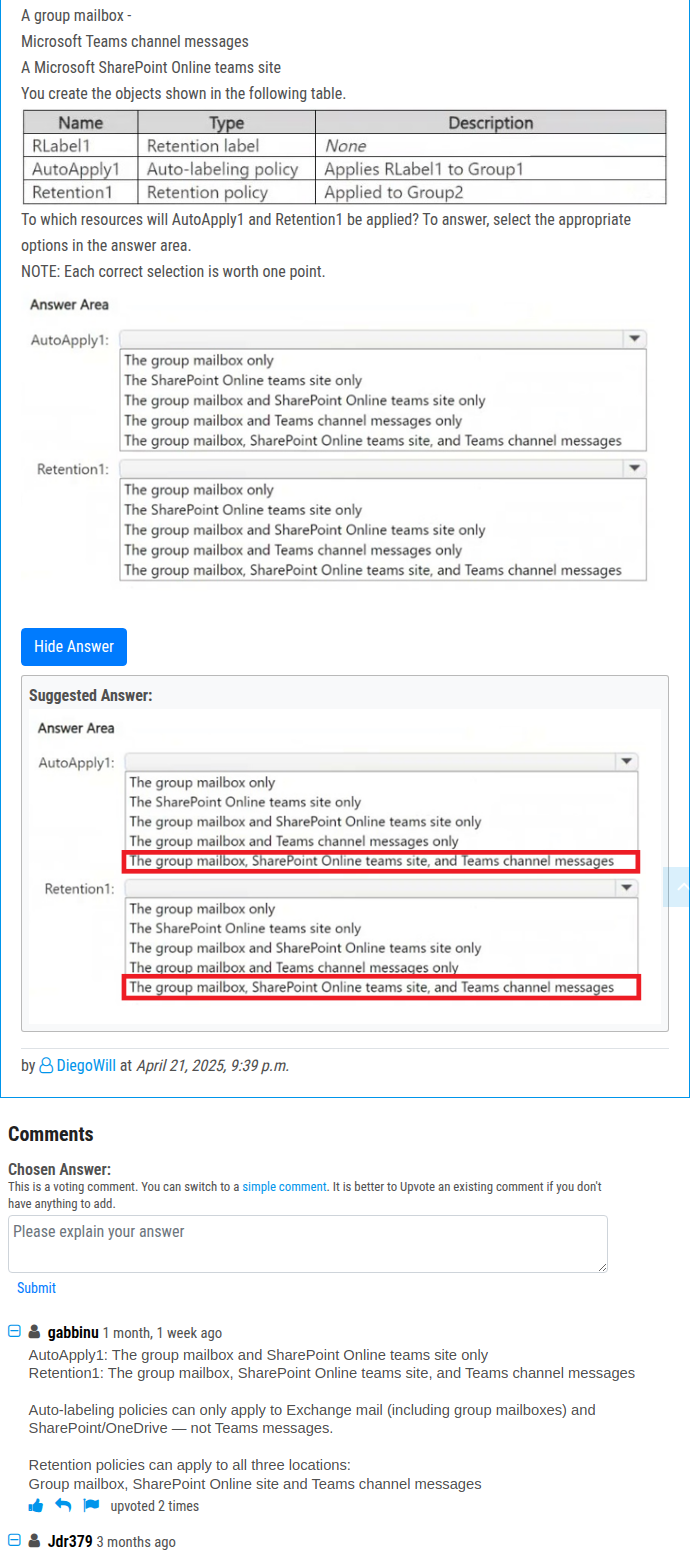 A group mailbox -
Microsoft Teams channel messages
A Microsoft SharePoint Online teams site
You create the objects shown in the following table.
Name Type Description
RLabel1 Retention label None
AutoApply1 Auto-labeling policy Applies RLabel1 to Group1
Retention1 Retention policy Applied to Group2
To which resources will AutoApply1 and Retention1 be applied? To answer, select the appropriate
options in the answer area.
NOTE: Each correct selection is worth one point.
Answer Area
AutoApply1:
The group mailbox only
The SharePoint Online teams site only
The group mailbox and SharePoint Online teams site only
The group mailbox and Teams channel messages only
The group mailbox, SharePoint Online teams site, and Teams channel messages
Retention1:
The group mailbox only
The SharePoint Online teams site only
The group mailbox and SharePoint Online teams site only
The group mailbox and Teams channel messages only
The group mailbox, SharePoint Online teams site, and Teams channel messages
Hide Answer
Suggested Answer:
Answer Area
AutoApply1:
The group mailbox only
The SharePoint Online teams site only
The group mailbox and SharePoint Online teams site only
The group mailbox and Teams channel messages only
The group mailbox, SharePoint Online teams site, and Teams channel messages
Retention1:
The group mailbox only
The SharePoint Online teams site only
The group mailbox and SharePoint Online teams site only
The group mailbox and Teams channel messages only
The group mailbox, SharePoint Online teams site, and Teams channel messages
by DiegoWill at April 21, 2025, 9:39 p.m.
Comments
Chosen Answer:
This is a voting comment. You can switch to a simple comment. It is better to Upvote an existing comment if you don't
have anything to add.
Please explain your answer
Submit
gabbinu 1 month, 1 week ago
AutoApply1: The group mailbox and SharePoint Online teams site only
Retention1: The group mailbox, SharePoint Online teams site, and Teams channel messages
Auto-labeling policies can only apply to Exchange mail (including group mailboxes) and
SharePoint/OneDrive — not Teams messages.
Retention policies can apply to all three locations:
Group mailbox, SharePoint Online site and Teams channel messages
upvoted 2 times
Jdr379 3 months ago